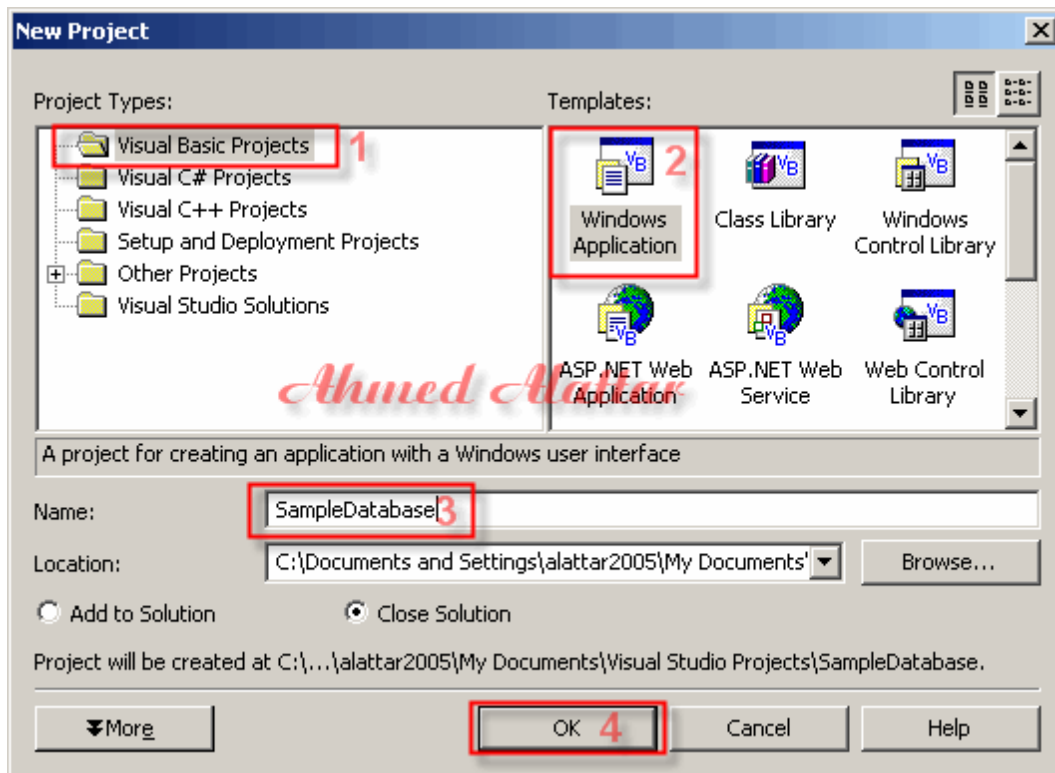 New Project
Project Types:
Templates:
Visual Basic Projects 1
Visual C# Projects
Visual C++ Projects
Setup and Deployment Projects
Other Projects
Visual Studio Solutions
2
Windows
Application
Class Library
Windows
Control Library
ASP.NET Web
Application
ASP.NET Web
Service
Web Control
Library
Ahmed Alattar
A project for creating an application with a Windows user interface
Name:
SampleDatabase 3
Location:
C:\Documents and Settings\alattar2005\My Documents'
Browse...
Add to Solution
Close Solution
Project will be created at C:\...\alattar2005\My Documents\Visual Studio Projects\SampleDatabase.
More
OK 4
Cancel
Help